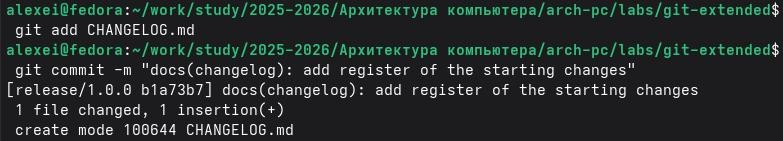 alexei@fedora:~/work/study/2025-2026/Архитектура компьютера/arch-pc/labs/git-extended$
git add CHANGELOG.md
alexei@fedora:~/work/study/2025-2026/Архитектура компьютера/arch-pc/labs/git-extended$
git commit -m "docs(changelog): add register of the starting changes"
[release/1.0.0 b1a73b7] docs(changelog): add register of the starting changes
1 file changed, 1 insertion(+)
create mode 100644 CHANGELOG.md